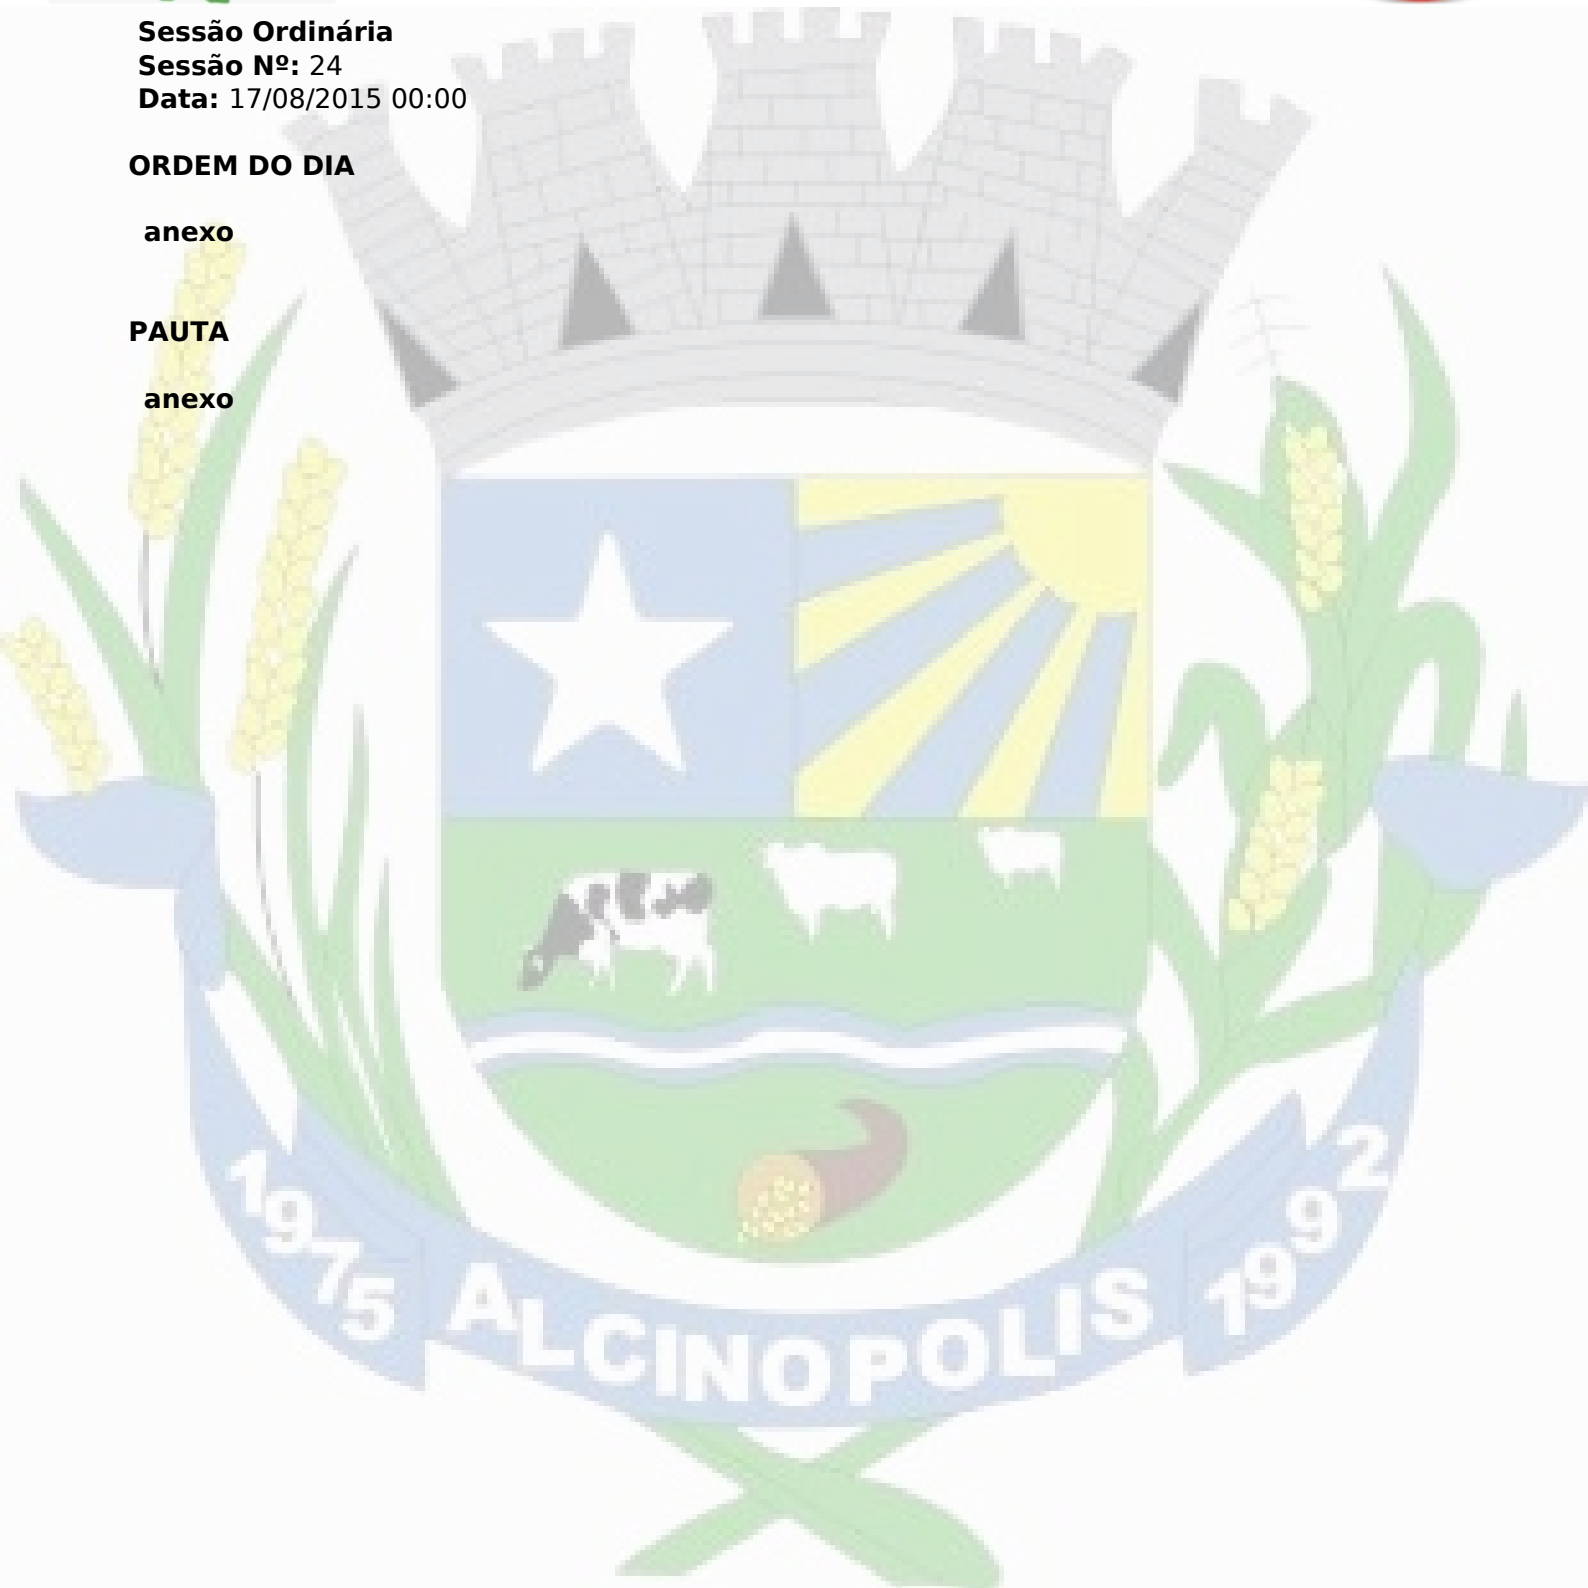 Sessão Ordinária
Sessão Nº: 24
Data: 17/08/2015 00:00
ORDEM DO DIA
anexo
PAUTA
anexo
1975 ALCINOPOLIS 1992